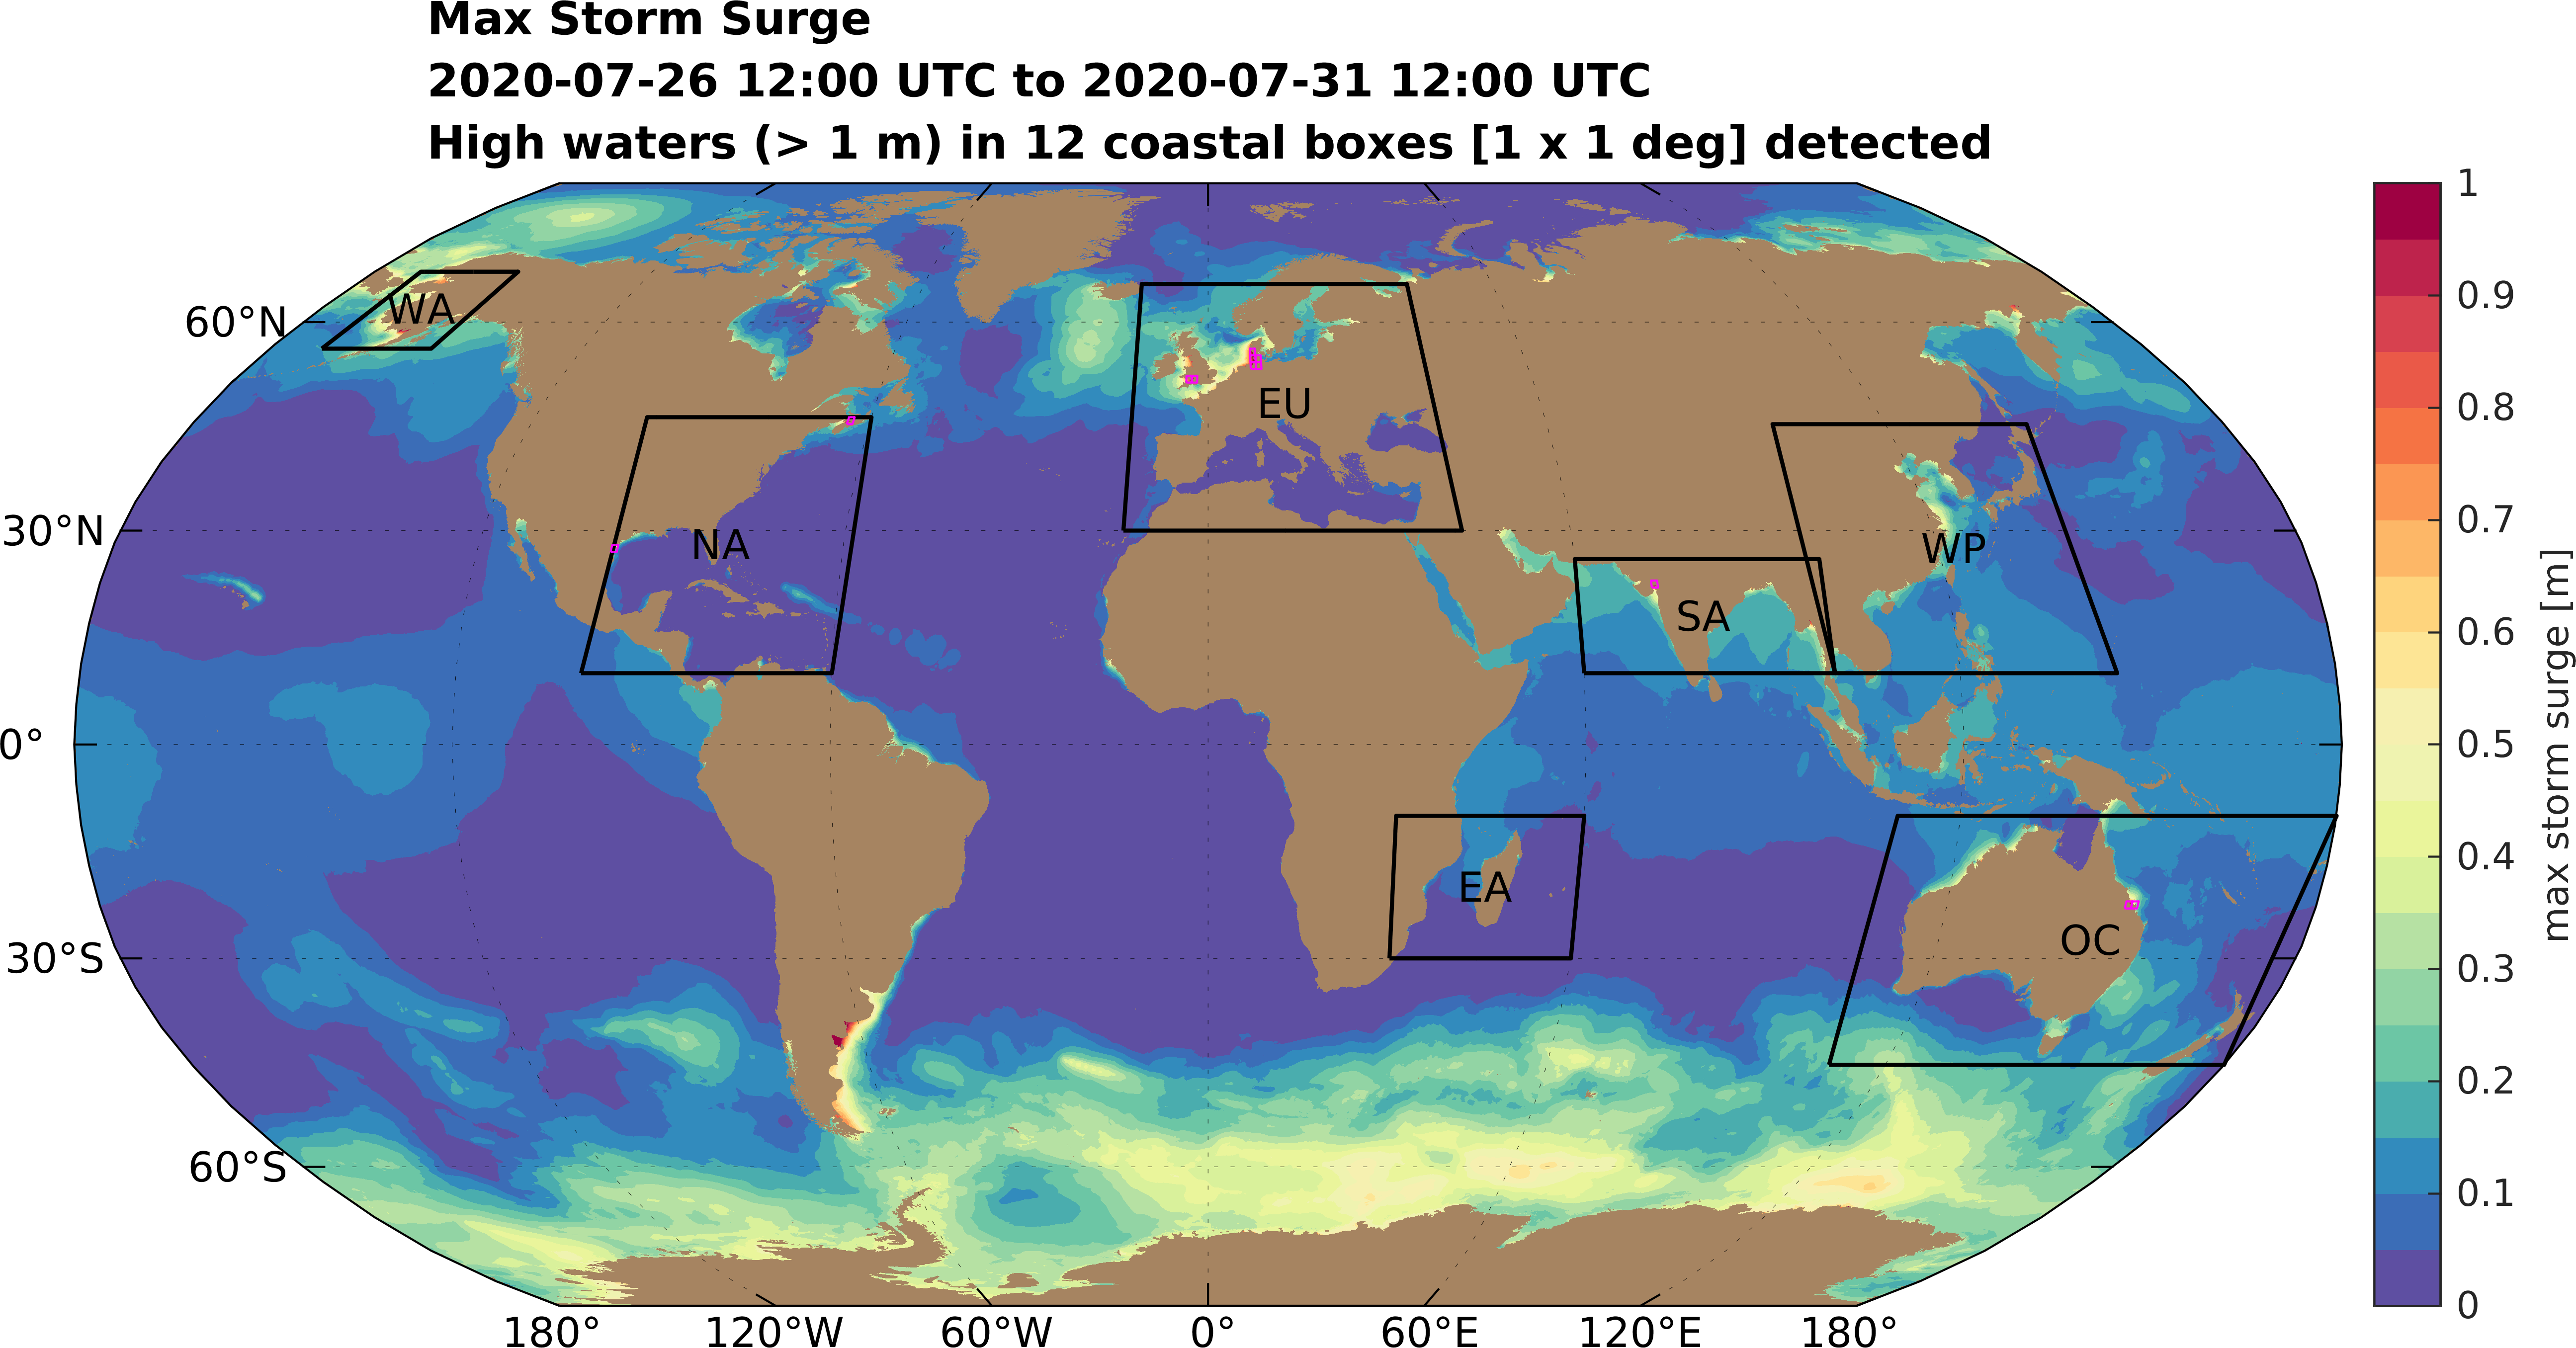 Max Storm Surge
2020-07-26 12:00 UTC to 2020-07-31 12:00 UTC
High waters (> 1 m) in 12 coastal boxes [1 x 1 deg] detected
60°N
30°N
0°
30°S
60°S
WA
NA
EU
SA
WP
EA
OC
180°
120°W
60°W
0°
60°E
120°E
180°
1
0.9
0.8
0.7
0.6
0.5
0.4
0.3
0.2
0.1
0
max storm surge [m]